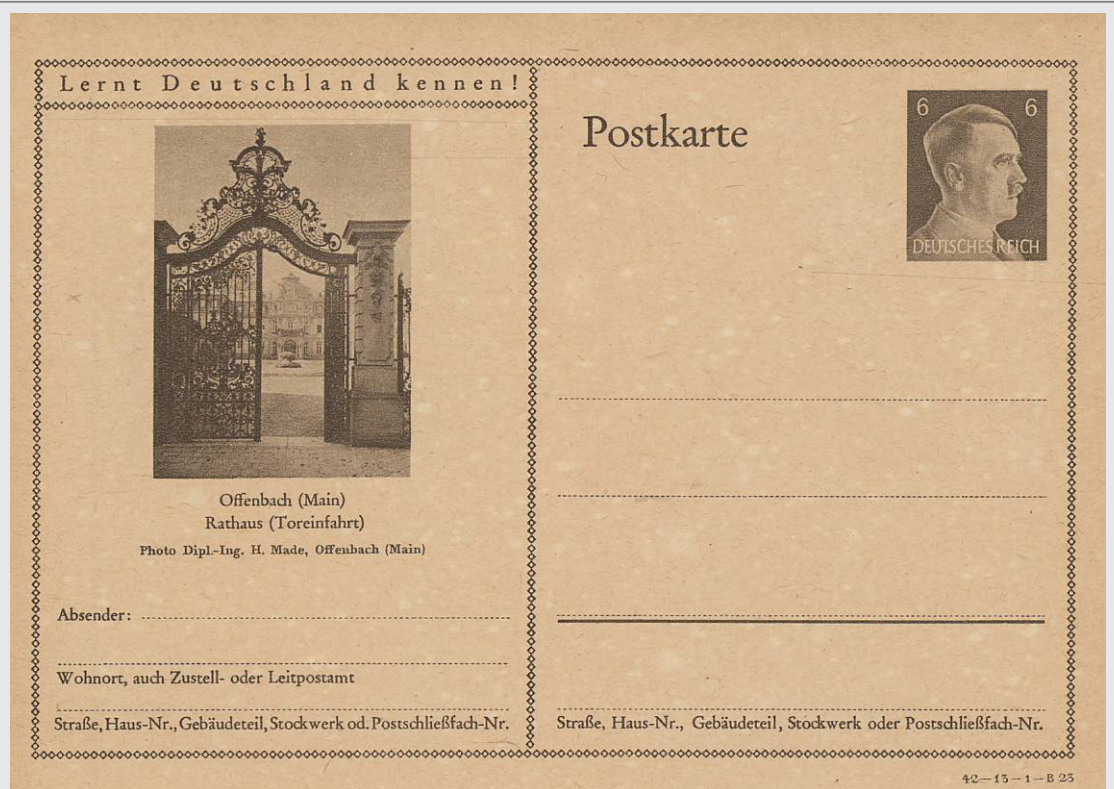 Lernt Deutschland kennen!
Offenbach (Main)
Rathaus (Toreinfahrt)
Photo Dipl.-Ing. H. Made, Offenbach (Main)
Absender:
Wohnort, auch Zustell- oder Leitpostamt
Straße, Haus-Nr., Gebäudeteil, Stockwerk od. Postschließfach-Nr.
Postkarte
6 6
DEUTSCHES REICH
Straße, Haus-Nr., Gebäudeteil, Stockwerk oder Postschließfach-Nr.
42—13—1—B 23